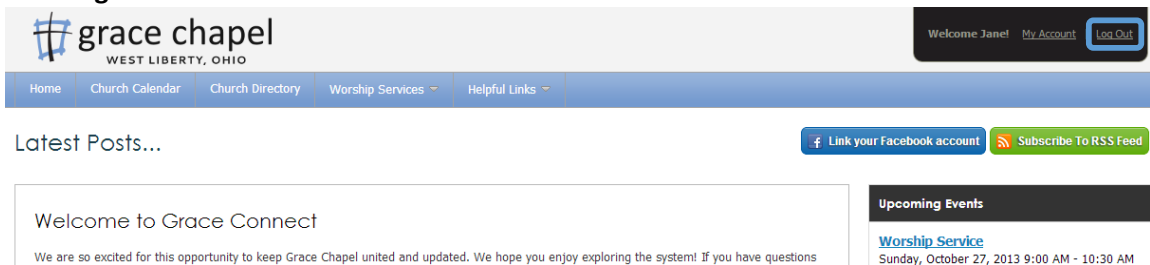 grace chapel
WEST LIBERTY, OHIO
Welcome Jane! My Account Log Out
Home Church Calendar Church Directory Worship Services Helpful Links
Latest Posts...
Link your Facebook account Subscribe To RSS Feed
Welcome to Grace Connect
We are so excited for this opportunity to keep Grace Chapel united and updated. We hope you enjoy exploring the system! If you have questions
Upcoming Events
Worship Service
Sunday, October 27, 2013 9:00 AM - 10:30 AM